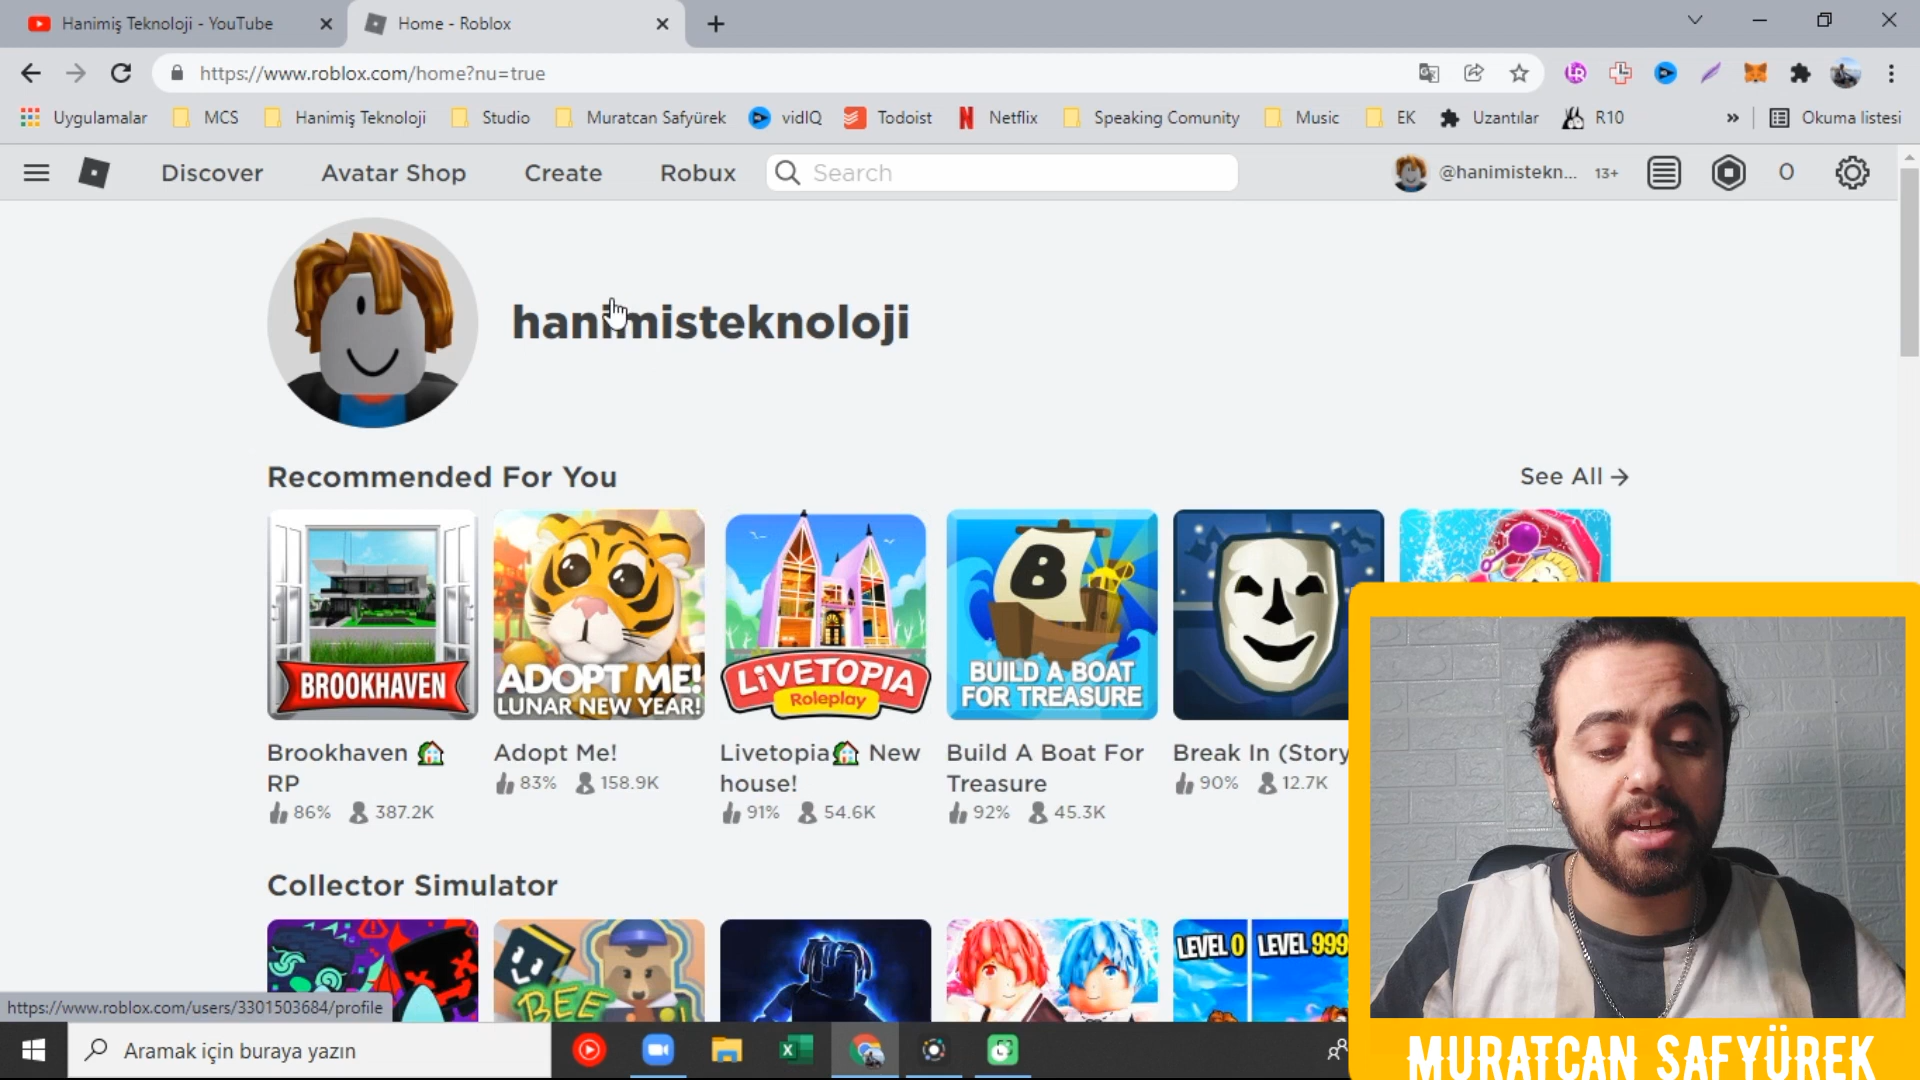 Hanimiş Teknoloji - YouTube
Home - Roblox
https://www.roblox.com/home?nu=true
Uygulamalar
MCS
Hanimiş Teknoloji
Studio
Muratcan Safyürek
vidIQ
Todoist
Netflix
Speaking Comunity
Music
EK
Uzantılar
R10
»
Okuma listesi
Discover
Avatar Shop
Create
Robux
Search
@hanimistekn...
13+
0
hanimisteknoloji
Recommended For You
See All →
BROOKHAVEN
ADOPT ME!
LUNAR NEW YEAR!
LIVETOPIA
Roleplay
B
BUILD A BOAT
FOR TREASURE
Brookhaven 🏡
RP
86% 387.2K
Adopt Me!
83% 158.9K
Livetopia🏡 New
house!
91% 54.6K
Build A Boat For
Treasure
92% 45.3K
Break In (Story
90% 12.7K
Collector Simulator
BEE
LEVEL 0
LEVEL 999
https://www.roblox.com/users/3301503684/profile
Aramak için buraya yazın
MURATCAN SAFYÜREK